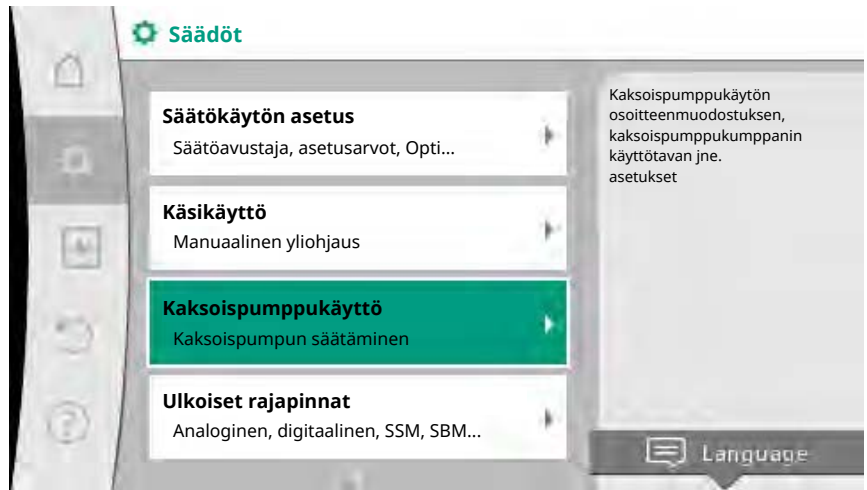 Säädöt
Säätökäytön asetus
Säätöavustaja, asetusarvot, Opti...
Käsikäyttö
Manuaalinen yliohjaus
Kaksoispumppukäyttö
Kaksoispumpun säätäminen
Ulkoiset rajapinnat
Analoginen, digitaalinen, SSM, SBM...
Kaksoispumppukäytön
osoitteenmuodostuksen,
kaksoispumppukumppanin
käyttötavan jne.
asetukset
Language